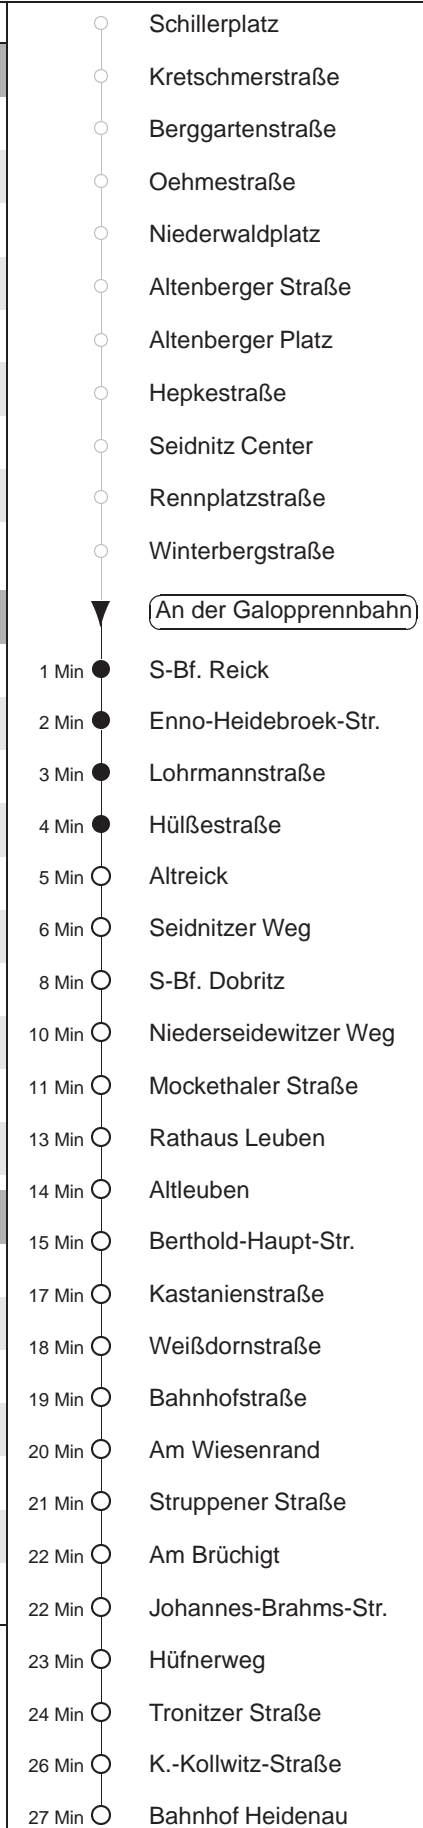 Schillerplatz
Kretschmerstraße
Berggartenstraße
Oehmestraße
Niederwaldplatz
Altenberger Straße
Altenberger Platz
Hepkestraße
Seidnitz Center
Rennplatzstraße
Winterbergstraße
An der Galopprennbahn
1 Min S-Bf. Reick
2 Min Enno-Heidebroek-Str.
3 Min Lohrmannstraße
4 Min Hülßestraße
5 Min Altreick
6 Min Seidnitzer Weg
8 Min S-Bf. Dobritz
10 Min Niederseidewitzer Weg
11 Min Mockethaler Straße
13 Min Rathaus Leuben
14 Min Altleuben
15 Min Berthold-Haupt-Str.
17 Min Kastanienstraße
18 Min Weißdornstraße
19 Min Bahnhofstraße
20 Min Am Wiesenrand
21 Min Struppener Straße
22 Min Am Brüchigt
22 Min Johannes-Brahms-Str.
23 Min Hüfnerweg
24 Min Tronitzer Straße
26 Min K.-Kollwitz-Straße
27 Min Bahnhof Heidenau